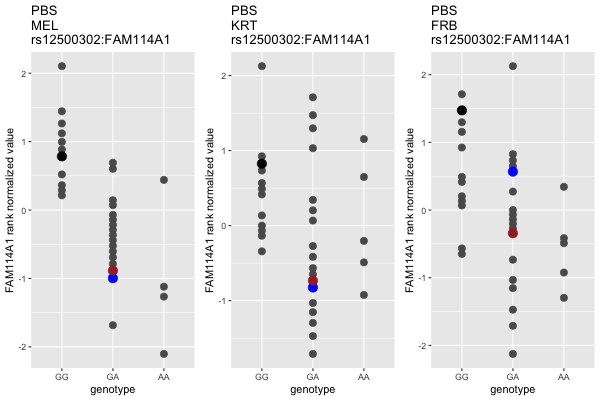 PBS
MEL
rs12500302:FAM114A1
FAM114A1 rank normalized value
2
1
0
-1
-2
GG
GA
AA
genotype
PBS
KRT
rs12500302:FAM114A1
FAM114A1 rank normalized value
2
1
0
-1
GG
GA
AA
genotype
PBS
FRB
rs12500302:FAM114A1
FAM114A1 rank normalized value
2
1
0
-1
-2
GG
GA
AA
genotype